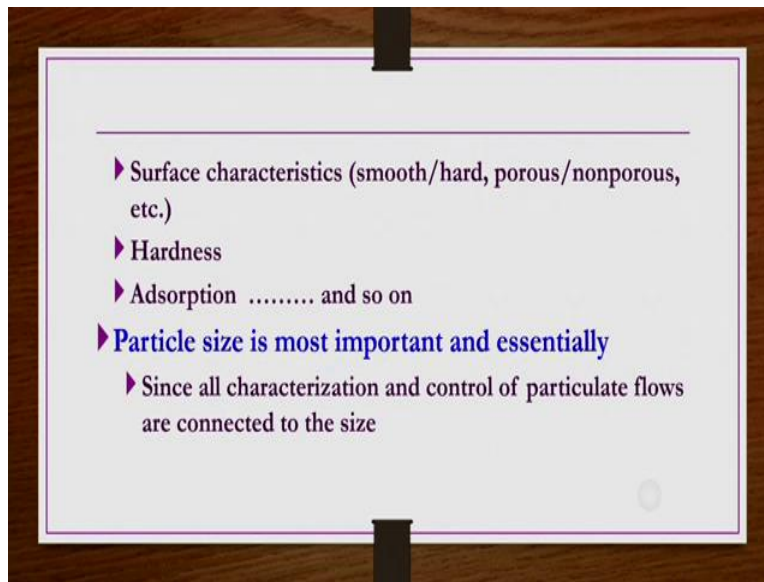 Surface characteristics (smooth/hard, porous/nonporous,
etc.)
Hardness
Adsorption ......... and so on
Particle size is most important and essentially
Since all characterization and control of particulate flows
are connected to the size